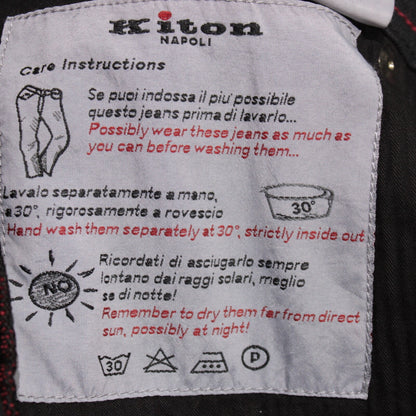 Kiton
NAPOLI
Care Instructions
Se puoi indossa il piu' possibile
questo jeans prima di lavarlo...
Possibly wear these jeans as much as
you can before washing them...
Lavalo separatamente a mano,
a 30°, rigorosamente a rovescio
30°
Hand wash them separately at 30°, strictly inside out
NO
Ricordati di asciugarlo sempre
lontano dai raggi solari, meglio
se di notte!
Remember to dry them far from direct
sun, possibly at night!
30 P